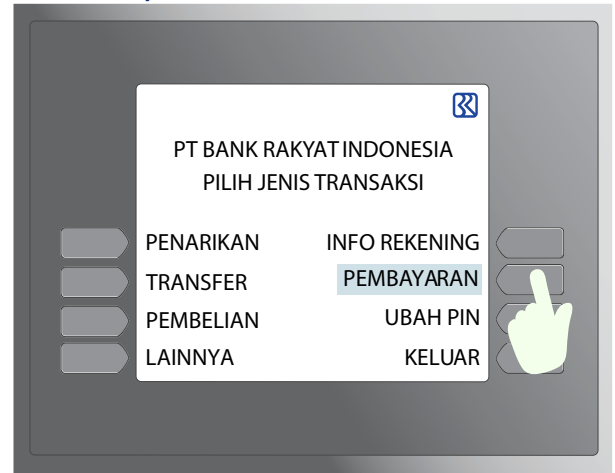 PT BANK RAKYAT INDONESIA
PILIH JENIS TRANSAKSI
PENARIKAN INFO REKENING
TRANSFER PEMBAYARAN
PEMBELIAN UBAH PIN
LAINNYA KELUAR